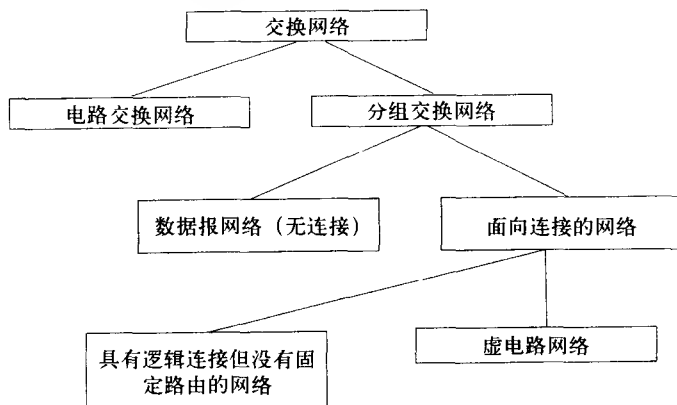 交换网络
电路交换网络
分组交换网络
数据报网络（无连接）
面向连接的网络
具有逻辑连接但没有固
定路由的网络
虚电路网络